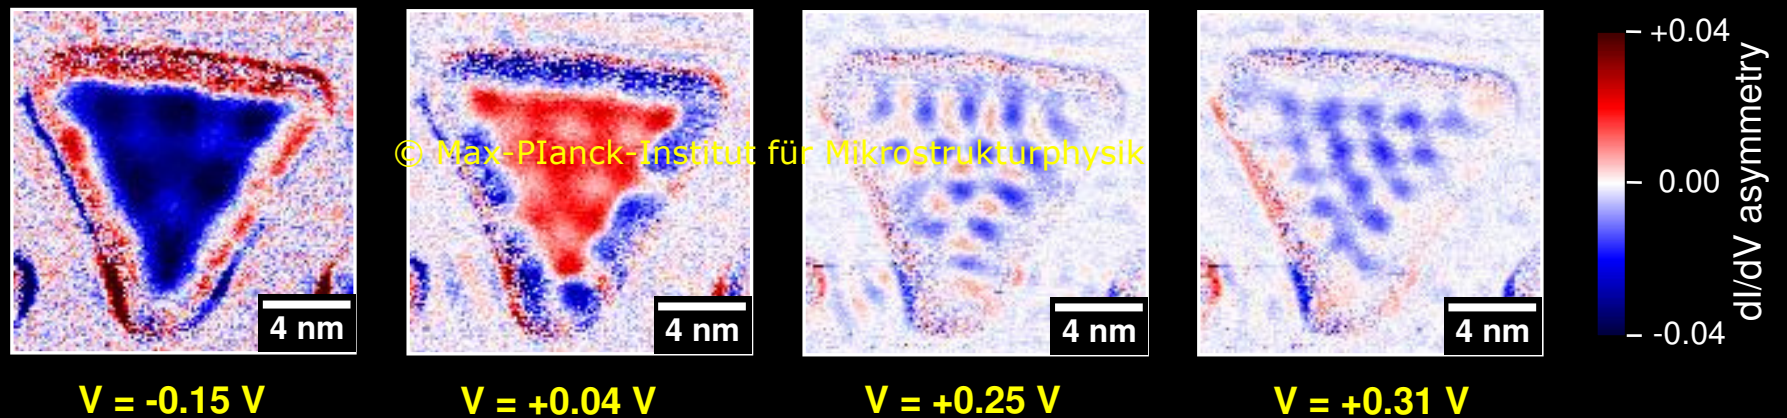 +0.04
0.00
-0.04
dI/dV asymmetry
© Max-Planck-Institut für Mikrostrukturphysik
4 nm
4 nm
4 nm
4 nm
V = -0.15 V
V = +0.04 V
V = +0.25 V
V = +0.31 V